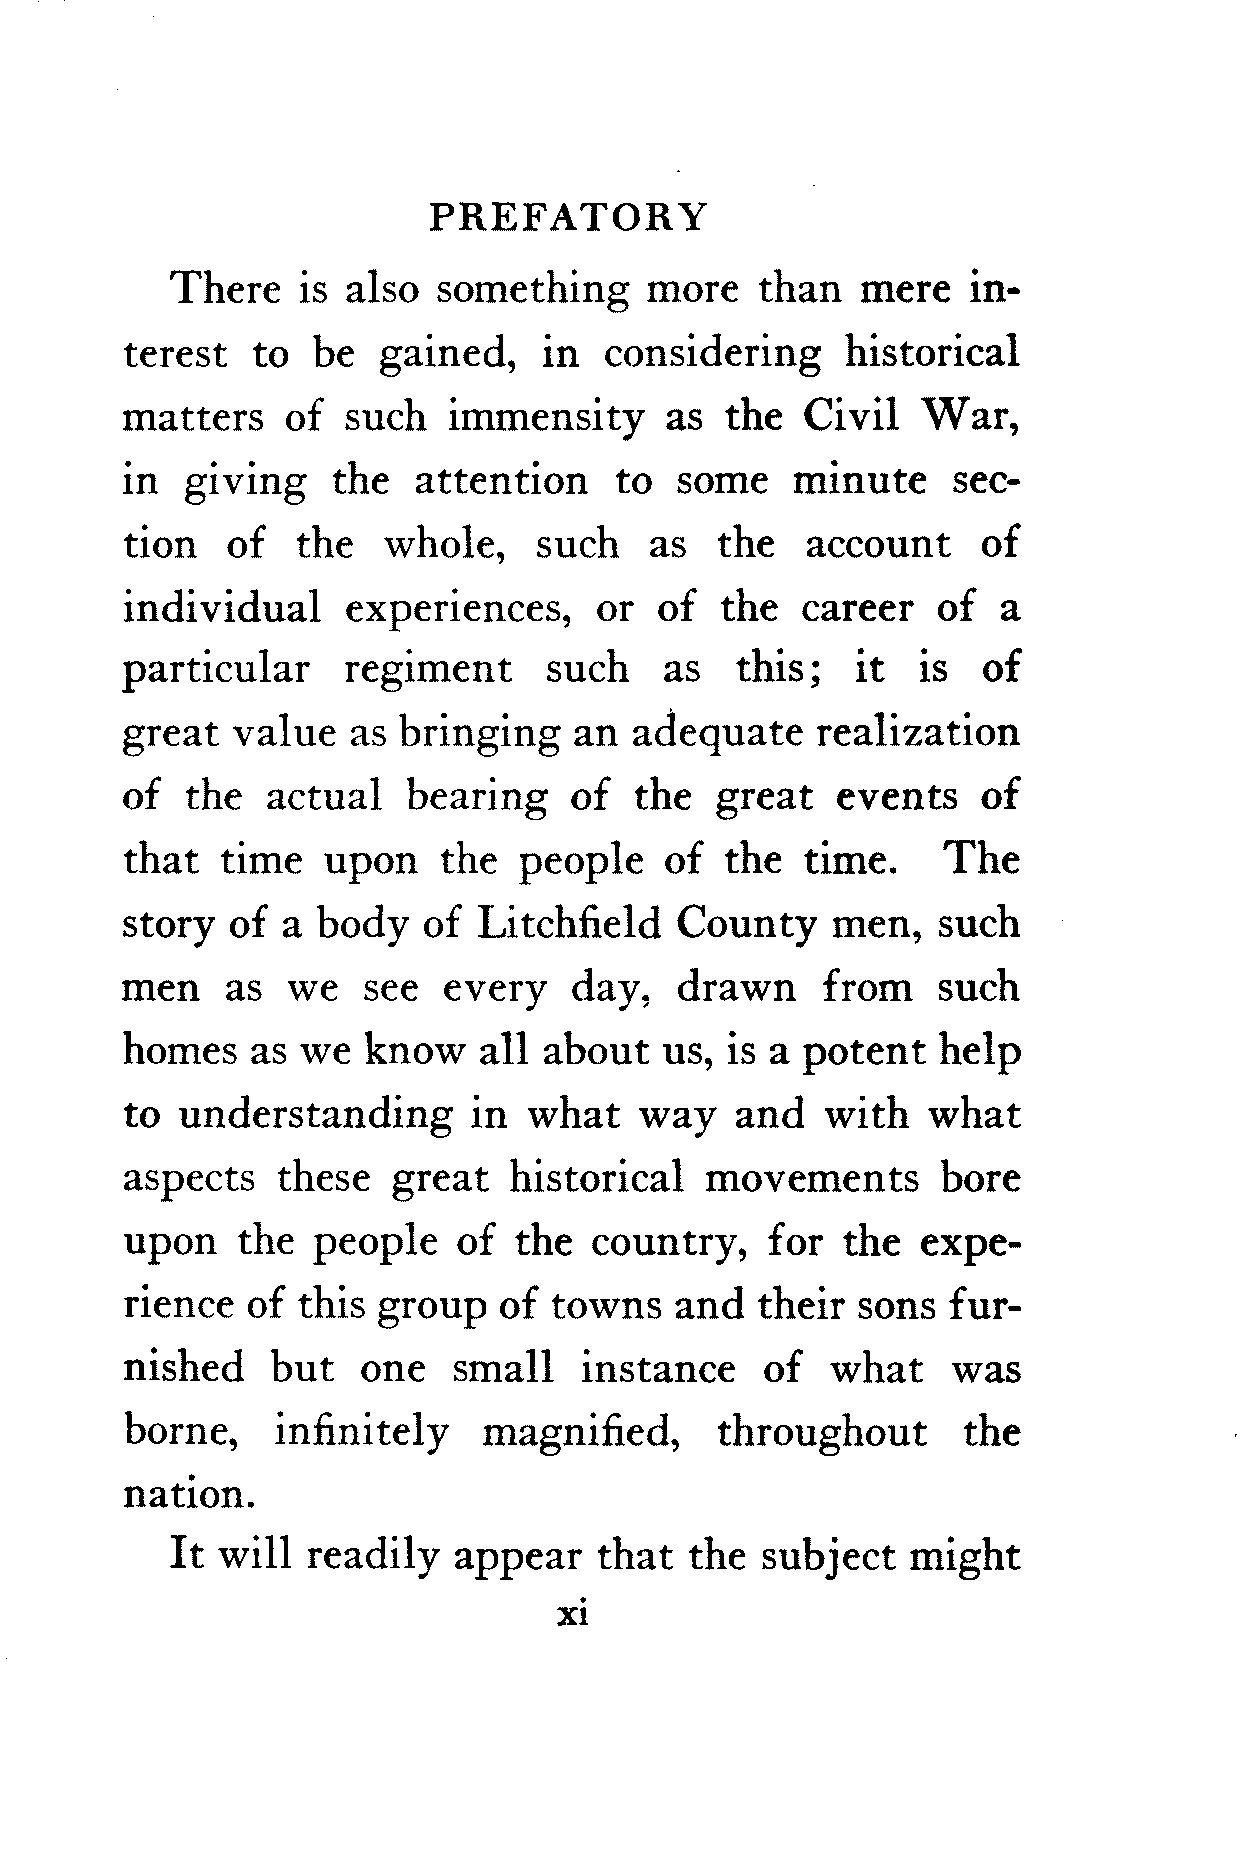 PREFATORY
There is also something more than mere in-
terest to be gained, in considering historical
matters of such immensity as the Civil War,
in giving the attention to some minute sec-
tion of the whole, such as the account of
individual experiences, or of the career of a
particular regiment such as this; it is of
great value as bringing an adequate realization
of the actual bearing of the great events of
that time upon the people of the time. The
story of a body of Litchfield County men, such
men as we see every day, drawn from such
homes as we know all about us, is a potent help
to understanding in what way and with what
aspects these great historical movements bore
upon the people of the country, for the expe-
rience of this group of towns and their sons fur-
nished but one small instance of what was
borne, infinitely magnified, throughout the
nation.
It will readily appear that the subject might
xi